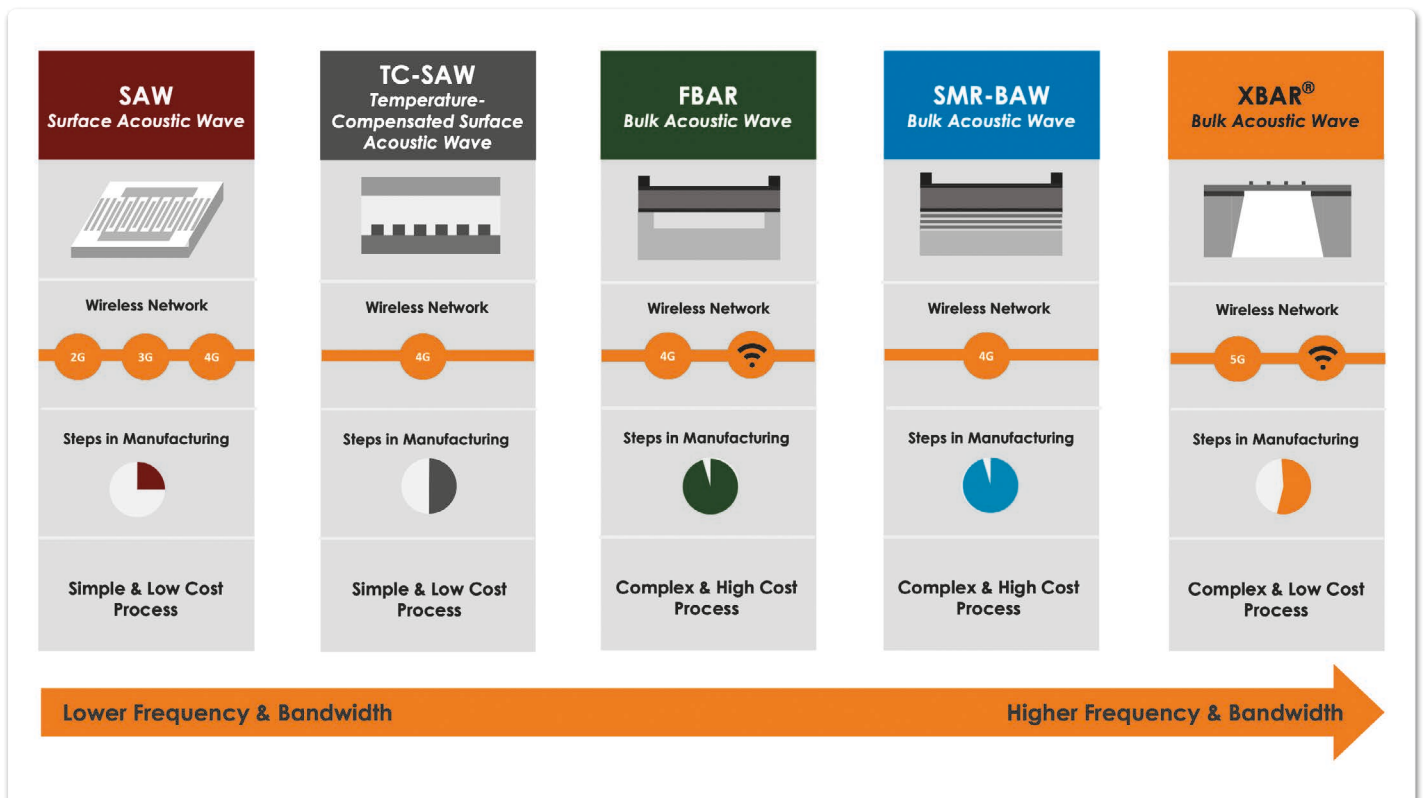 SAW
Surface Acoustic Wave
TC-SAW
Temperature-
Compensated Surface
Acoustic Wave
FBAR
Bulk Acoustic Wave
SMR-BAW
Bulk Acoustic Wave
XBAR®
Bulk Acoustic Wave
Wireless Network
2G
3G
4G
Wireless Network
4G
Wireless Network
4G
Wireless Network
4G
Wireless Network
5G
Steps in Manufacturing
Steps in Manufacturing
Steps in Manufacturing
Steps in Manufacturing
Steps in Manufacturing
Simple & Low Cost
Process
Simple & Low Cost
Process
Complex & High Cost
Process
Complex & High Cost
Process
Complex & Low Cost
Process
Lower Frequency & Bandwidth
Higher Frequency & Bandwidth